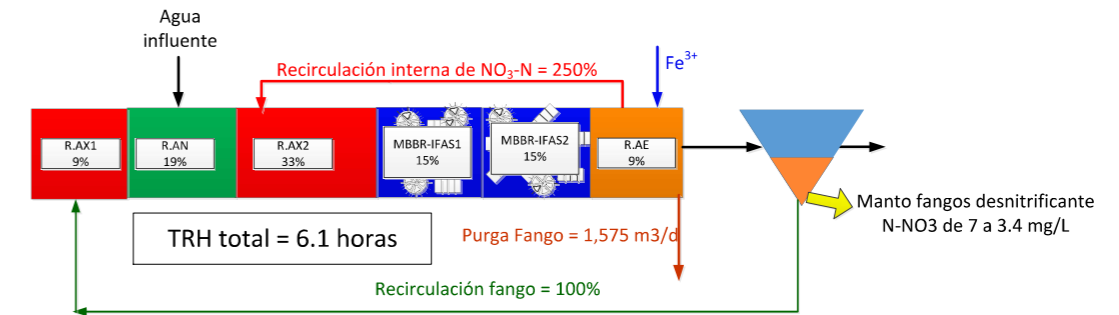 Agua
influente
Fe3+
Recirculación interna de NO3-N = 250%
R.AX1
9%
R.AN
19%
R.AX2
33%
MBBR-IFAS1
15%
MBBR-IFAS2
15%
R.AE
9%
Manto fangos desnitrificante
N-NO3 de 7 a 3.4 mg/L
TRH total = 6.1 horas
Purga Fango = 1,575 m3/d
Recirculación fango = 100%